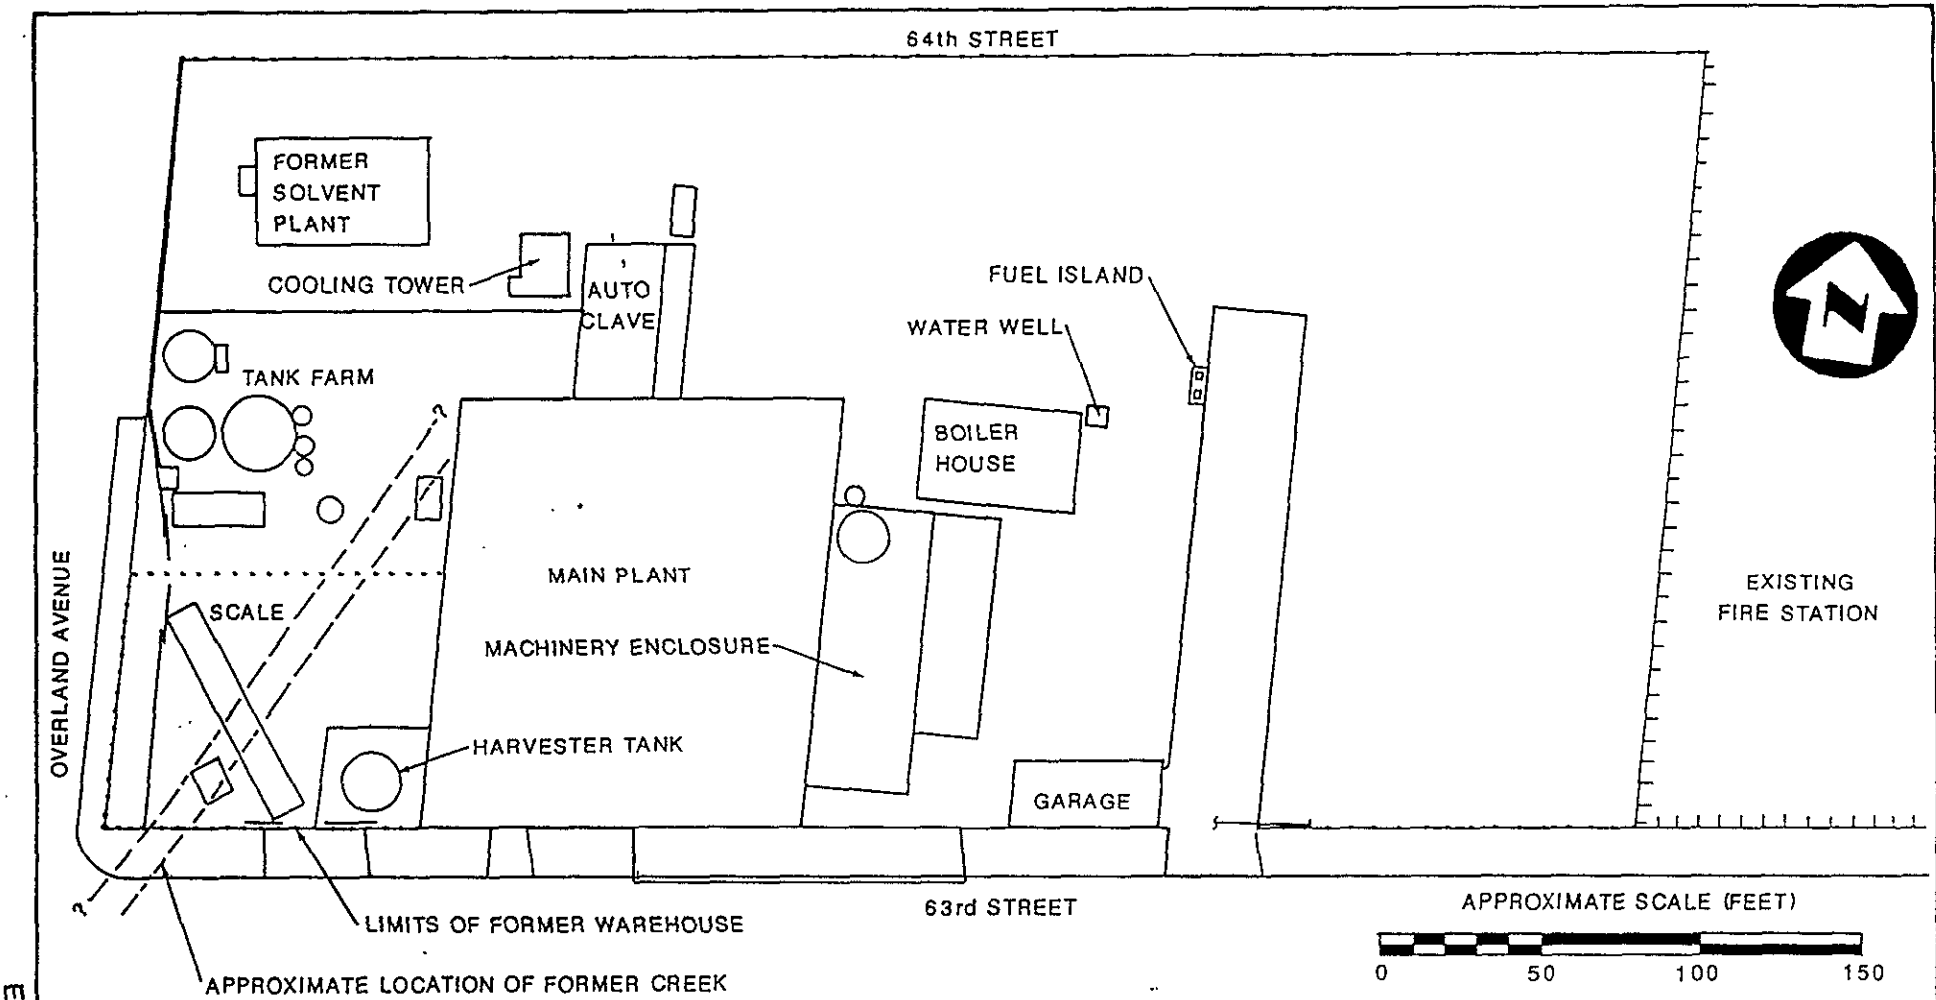 64th STREET
FORMER
SOLVENT
PLANT
COOLING TOWER
AUTO
CLAVE
FUEL ISLAND
WATER WELL
N
TANK FARM
?
BOILER
HOUSE
OVERLAND AVENUE
MAIN PLANT
EXISTING
FIRE STATION
SCALE
MACHINERY ENCLOSURE
HARVESTER TANK
GARAGE
?
63rd STREET
APPROXIMATE SCALE (FEET)
LIMITS OF FORMER WAREHOUSE
0 50 100 150
APPROXIMATE LOCATION OF FORMER CREEK
E